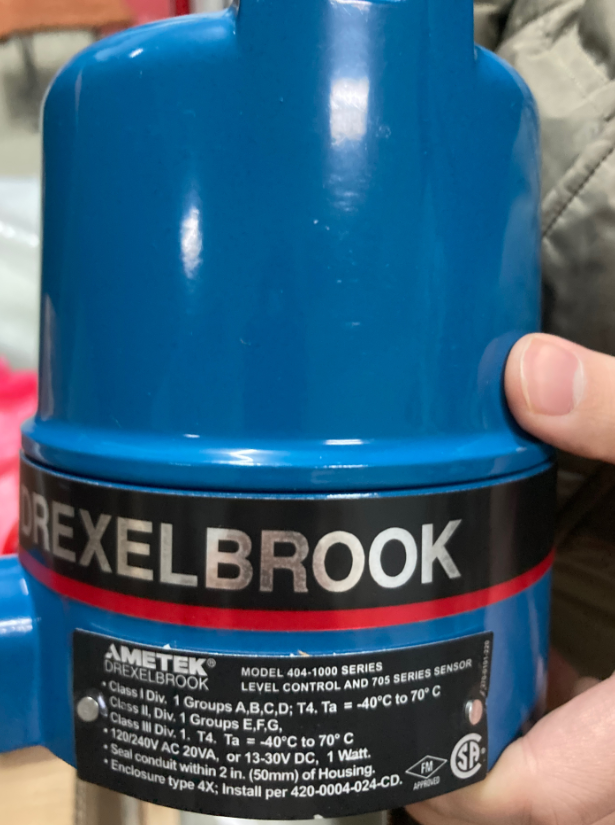 DREXELBROOK
AMETEK®
DREXELBROOK
MODEL 404-1000 SERIES
LEVEL CONTROL AND 705 SERIES SENSOR
• Class I Div. 1 Groups A,B,C,D; T4. Ta = -40°C to 70° C
• Class II, Div. 1 Groups E,F,G,
Class III Div. 1. T4. Ta = -40°C to 70° C
• 120/240V AC 20VA, or 13-30V DC, 1 Watt.
• Seal conduit within 2 in. (50mm) of Housing.
• Enclosure type 4X; Install per 420-0004-024-CD.
FM
APPROVED
SA